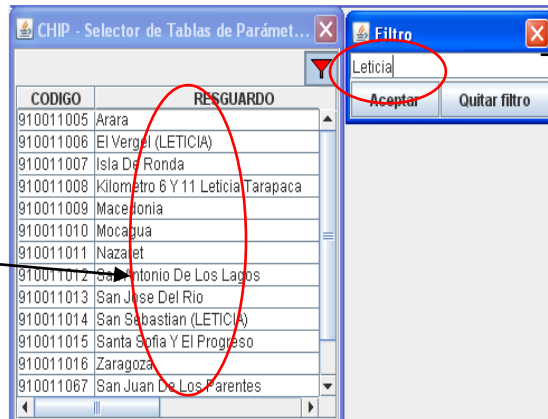 CHIP - Selector de Tablas de Parámet...
CODIGO RESGUARDO
910011005 Arara
910011006 El Vergel (LETICIA)
910011007 Isla De Ronda
910011008 Kilometro 6 Y 11 Leticia Tarapaca
910011009 Macedonia
910011010 Mocagua
910011011 Nazaret
910011012 San Antonio De Los Lagos
910011013 San Jose Del Rio
910011014 San Sebastian (LETICIA)
910011015 Santa Sofia Y El Progreso
910011016 Zaragoza
910011067 San Juan De Los Parentes
Filtro
Leticia
Aceptar Quitar filtro